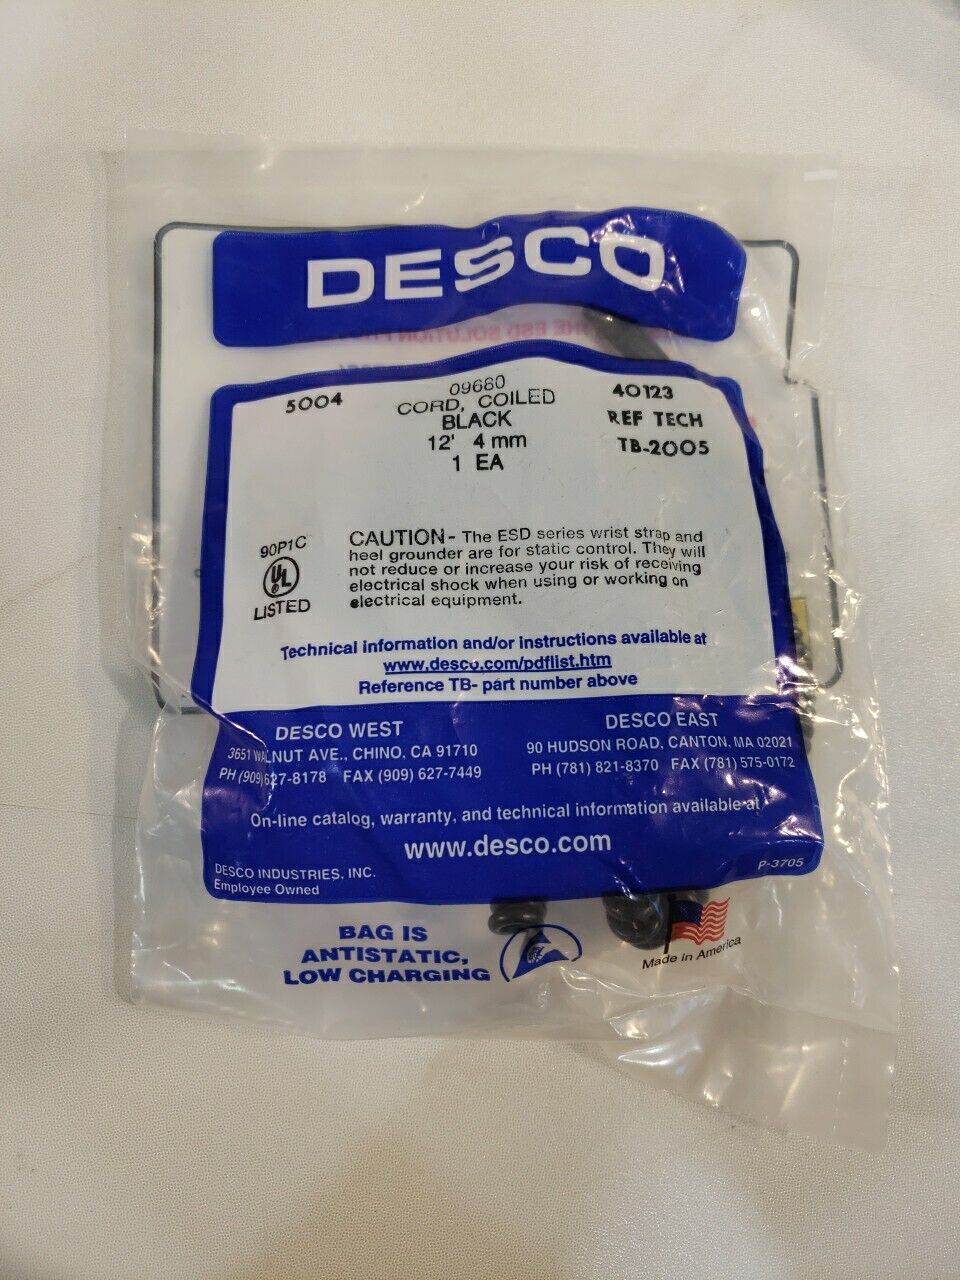 DESCO
5004
09680
CORD, COILED
BLACK
12' 4 mm
1 EA
40123
REF TECH
TB-2005
90P1C
UL
LISTED
CAUTION- The ESD series wrist strap and
heel grounder are for static control. They will
not reduce or increase your risk of receiving
electrical shock when using or working on
electrical equipment.
Technical information and/or instructions available at
www.desco.com/pdflist.htm
Reference TB- part number above
DESCO WEST
3651 WALNUT AVE., CHINO, CA 91710
PH (909) 627-8178 FAX (909) 627-7449
DESCO EAST
90 HUDSON ROAD, CANTON, MA 02021
PH (781) 821-8370 FAX (781) 575-0172
On-line catalog, warranty, and technical information available at
www.desco.com
DESCO INDUSTRIES, INC.
Employee Owned
P-3705
BAG IS
ANTISTATIC,
LOW CHARGING
Made in America